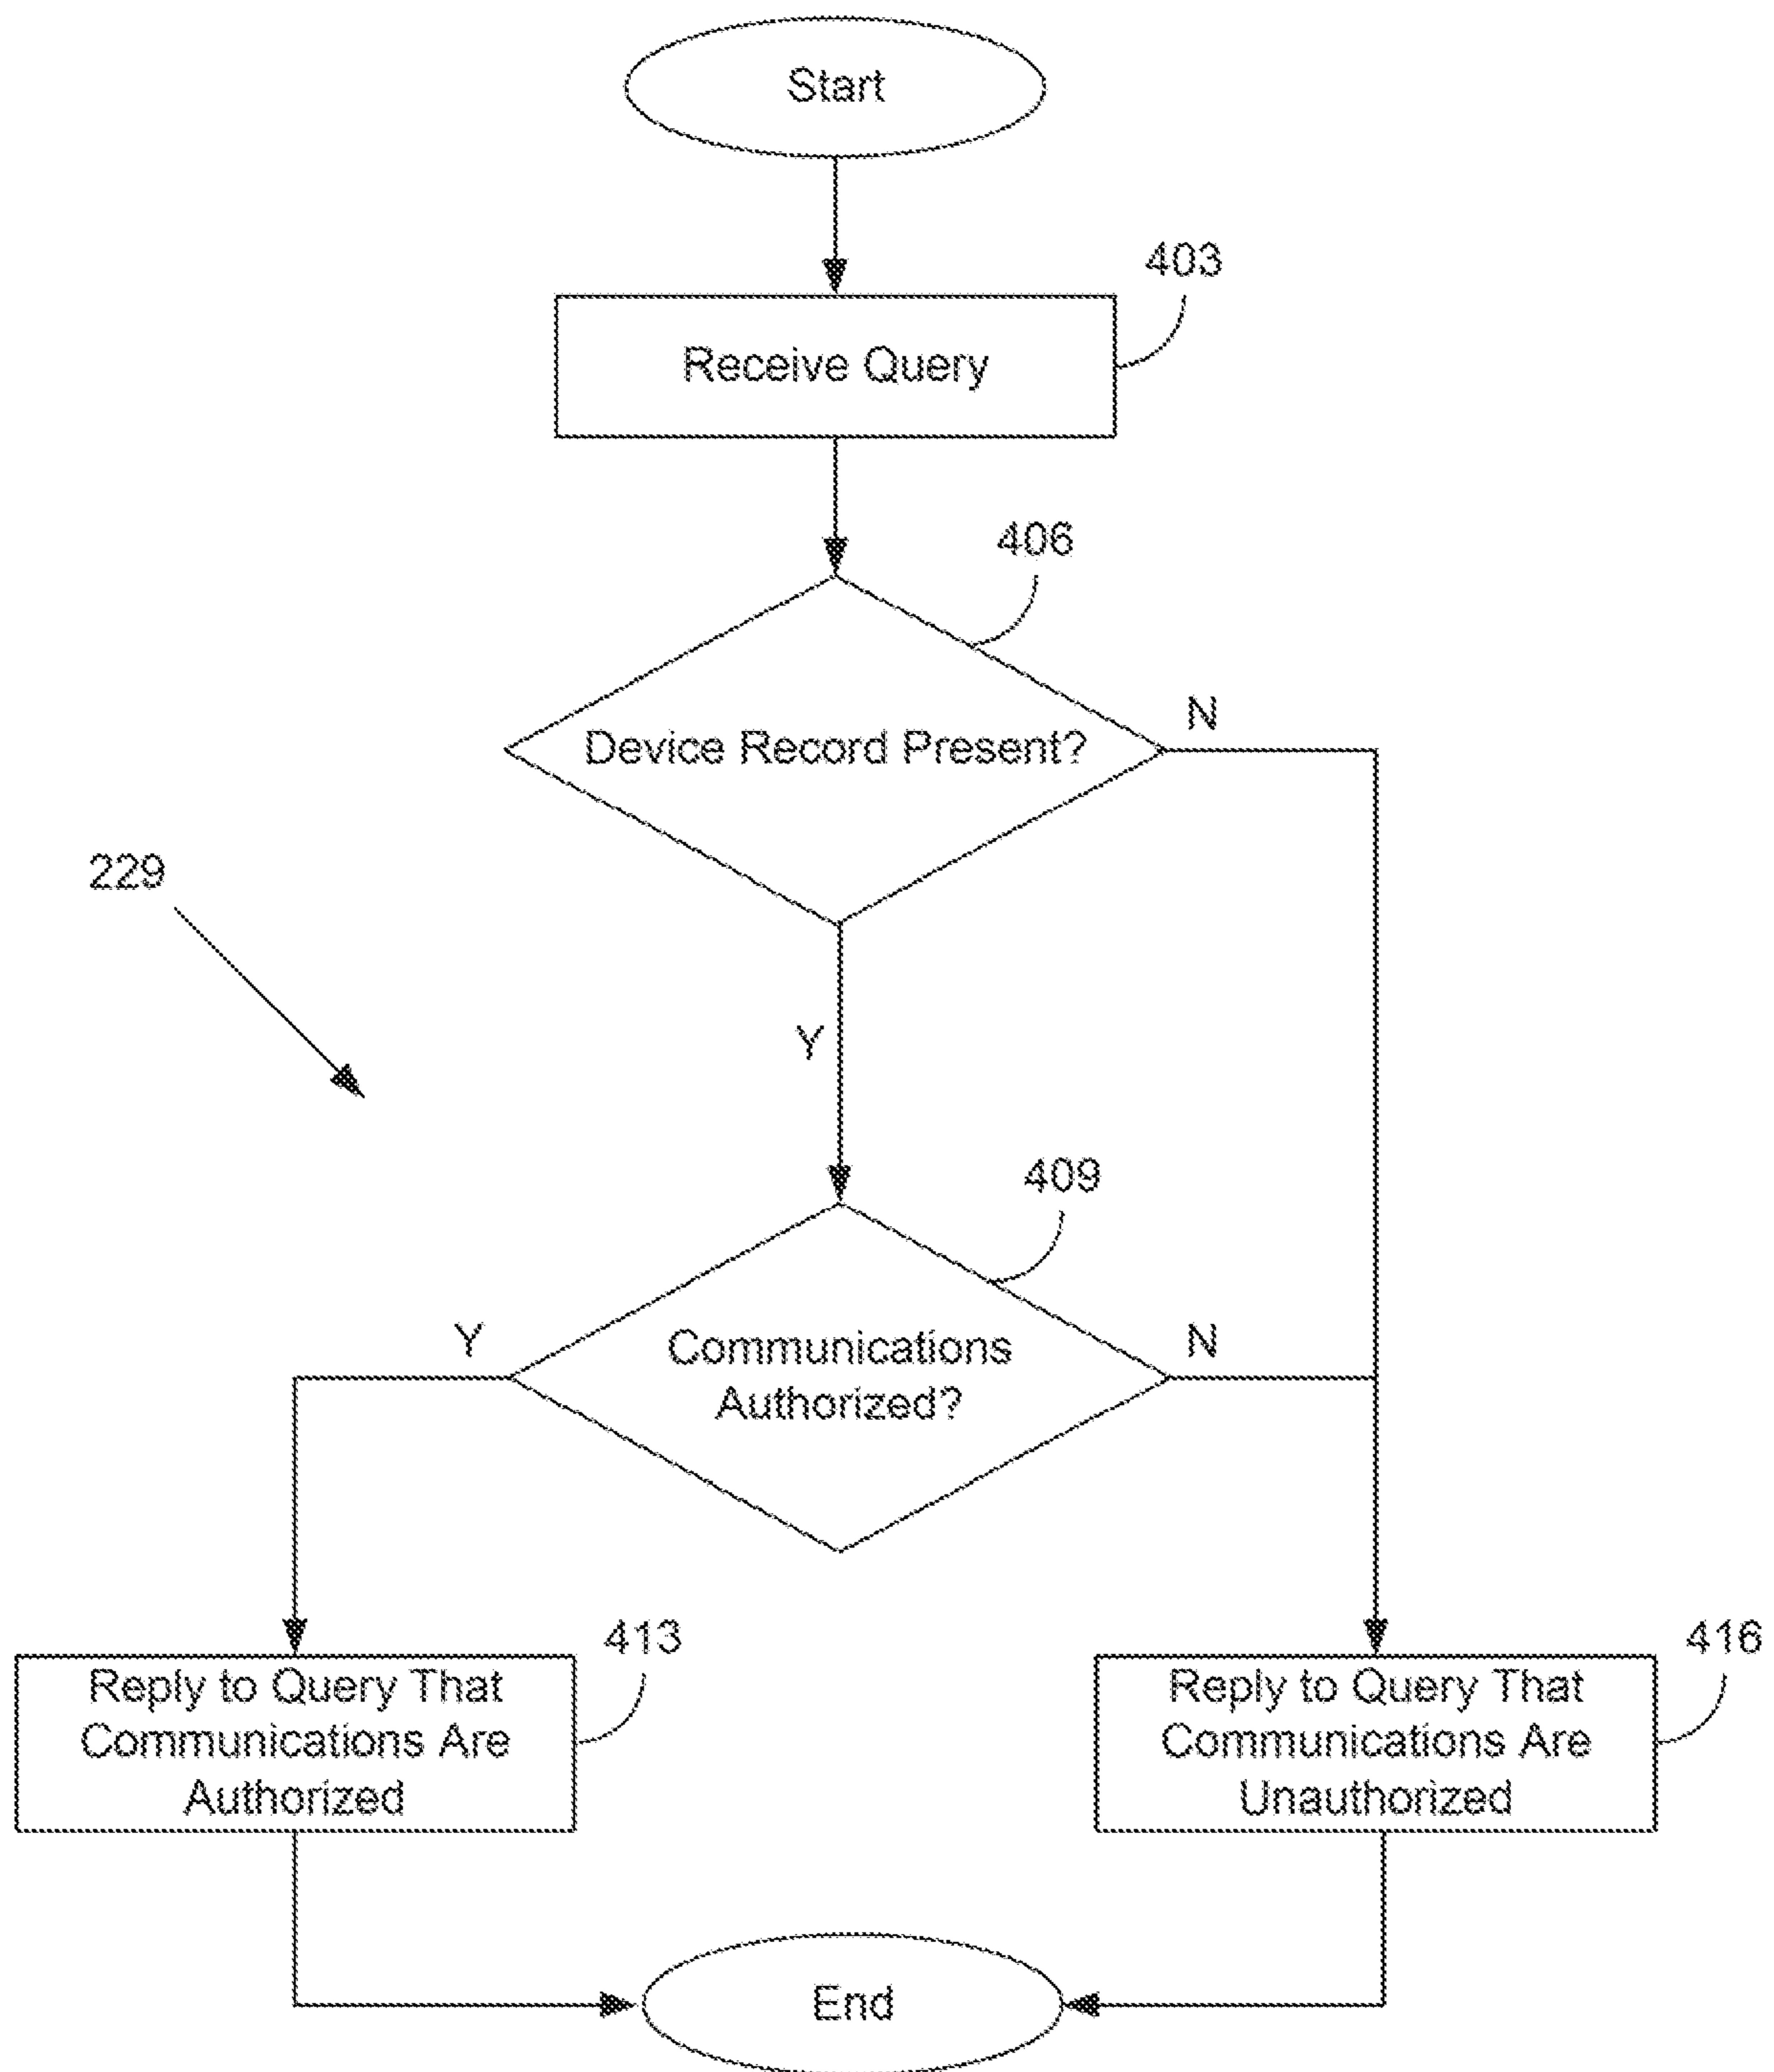 Start
403
Receive Query
406
Device Record Present?
N
229
Y
409
Communications
Authorized?
Y
N
413
Reply to Query That
Communications Are
Authorized
416
Reply to Query That
Communications Are
Unauthorized
End